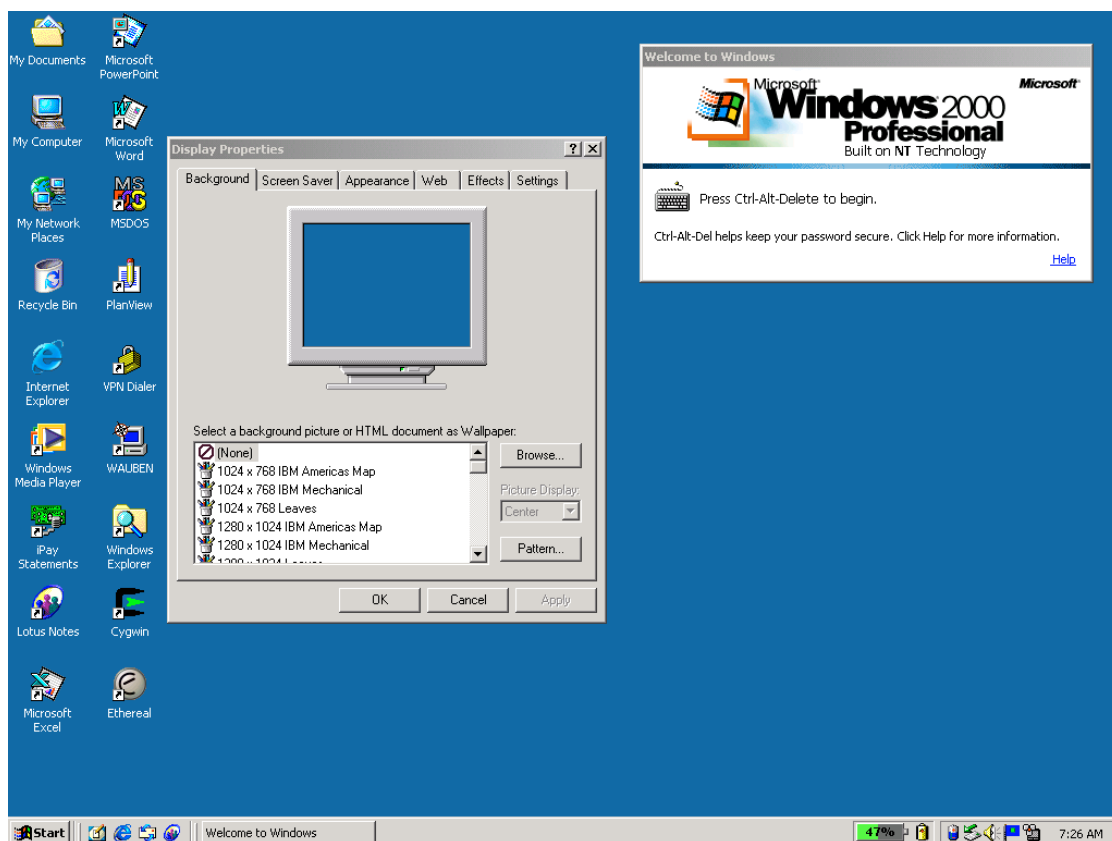 My Documents
Microsoft
PowerPoint
My Computer
Microsoft
Word
My Network
Places
MS
DOS
MSDOS
Recycle Bin
PlanView
Internet
Explorer
VPN Dialer
Windows
Media Player
WAUBEN
iPay
Statements
Windows
Explorer
Lotus Notes
Cygwin
Microsoft
Excel
Ethereal
Display Properties
Background Screen Saver Appearance Web Effects Settings
Select a background picture or HTML document as Wallpaper:
(None)
1024 x 768 IBM Americas Map
1024 x 768 IBM Mechanical
1024 x 768 Leaves
1280 x 1024 IBM Americas Map
1280 x 1024 IBM Mechanical
1280 x 1024 Leaves
Browse...
Picture Display:
Center
Pattern...
OK Cancel Apply
Welcome to Windows
Microsoft
Microsoft
Windows 2000
Professional
Built on NT Technology
Press Ctrl-Alt-Delete to begin.
Ctrl-Alt-Del helps keep your password secure. Click Help for more information.
Help
Start Welcome to Windows 47% 7:26 AM